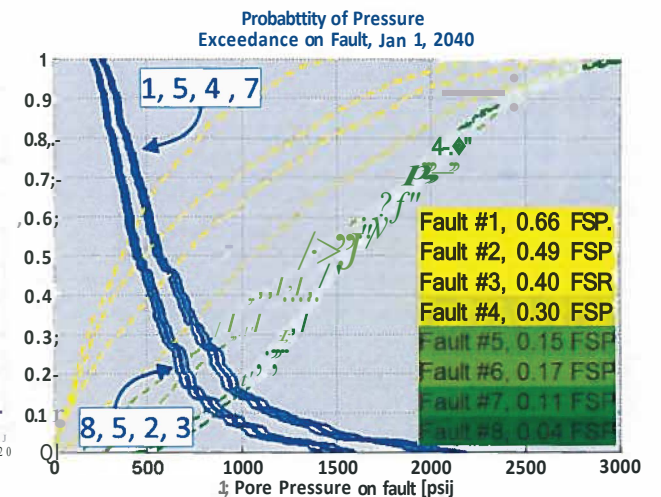 Probabttity of Pressure
Exceedance on Fault, Jan 1, 2040
1
0.9
0.8,.-
0.7;-
0.6;
0.5
0.4
0.3;
0.2
0.1
0
1, 5, 4 , 7
8, 5, 2, 3
Fault #1, 0.66 FSP.
Fault #2, 0.49 FSP
Fault #3, 0.40 FSR
Fault #4, 0.30 FSP
Fault #5, 0.15 FSP
Fault #6, 0.17 FSP
Fault #7, 0.11 FSP
Fault #8, 0.04 FSP
0 500 1000 1500 2000 2500 3000
1; Pore Pressure on fault [psij